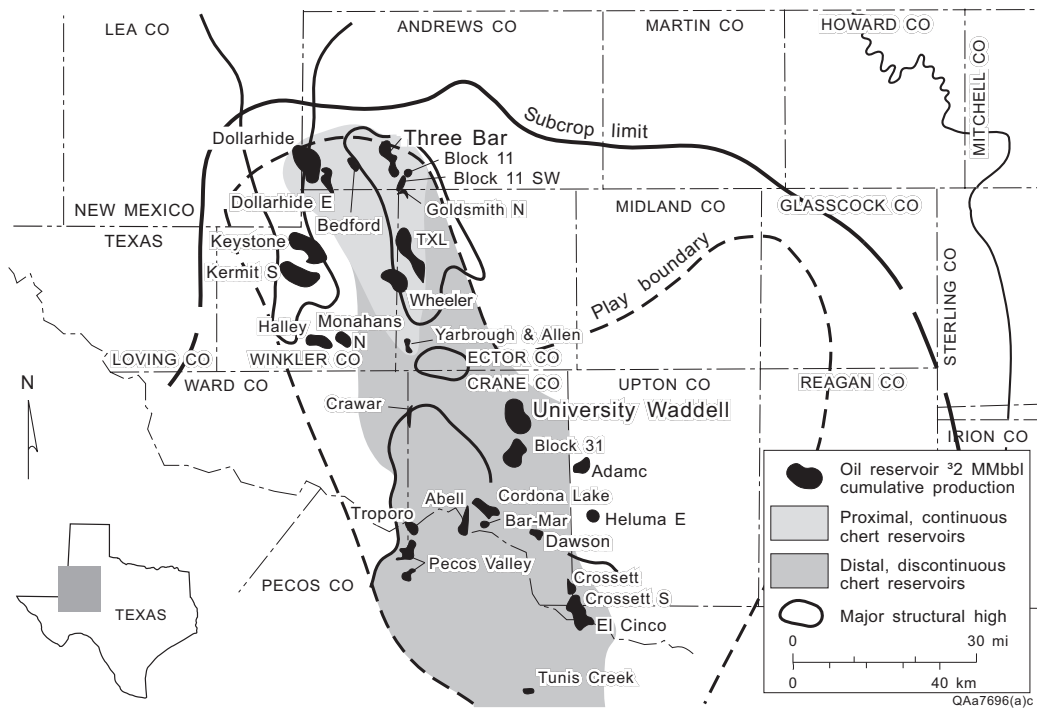 LEA CO
ANDREWS CO
MARTIN CO
HOWARD CO
MITCHELL CO
Subcrop limit
Dollarhide
Three Bar
Block 11
Block 11 SW
Dollarhide E
Bedford
Goldsmith N
NEW MEXICO
TEXAS
MIDLAND CO
GLASSCOCK CO
STERLING CO
Keystone
TXL
Kermit S
Play boundary
Wheeler
Halley
Monahans
N
Yarbrough & Allen
LOVING CO
WINKLER CO
ECTOR CO
WARD CO
CRANE CO
UPTON CO
REAGAN CO
N
Crawar
University Waddell
IRION CO
Block 31
Adamc
Abell
Cordona Lake
Troporo
Bar-Mar
Heluma E
Dawson
Pecos Valley
PECOS CO
Crossett
Crossett S
El Cinco
Tunis Creek
TEXAS
Oil reservoir ³2 MMbbl
cumulative production
Proximal, continuous
chert reservoirs
Distal, discontinuous
chert reservoirs
Major structural high
0 30 mi
0 40 km
QAa7696(a)c